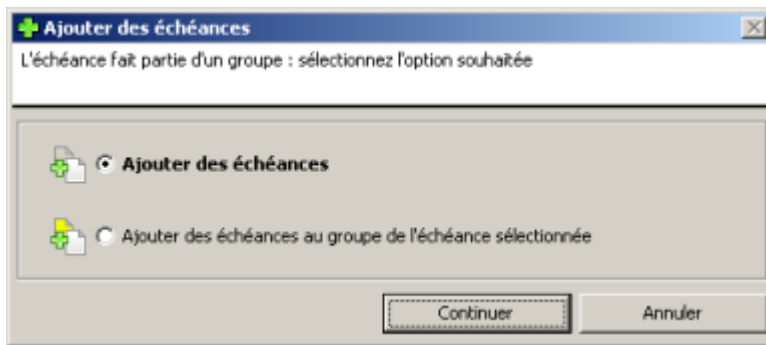 Ajouter des échéances
L'échéance fait partie d'un groupe : sélectionnez l'option souhaitée
Ajouter des échéances
Ajouter des échéances au groupe de l'échéance sélectionnée
Continuer Annuler